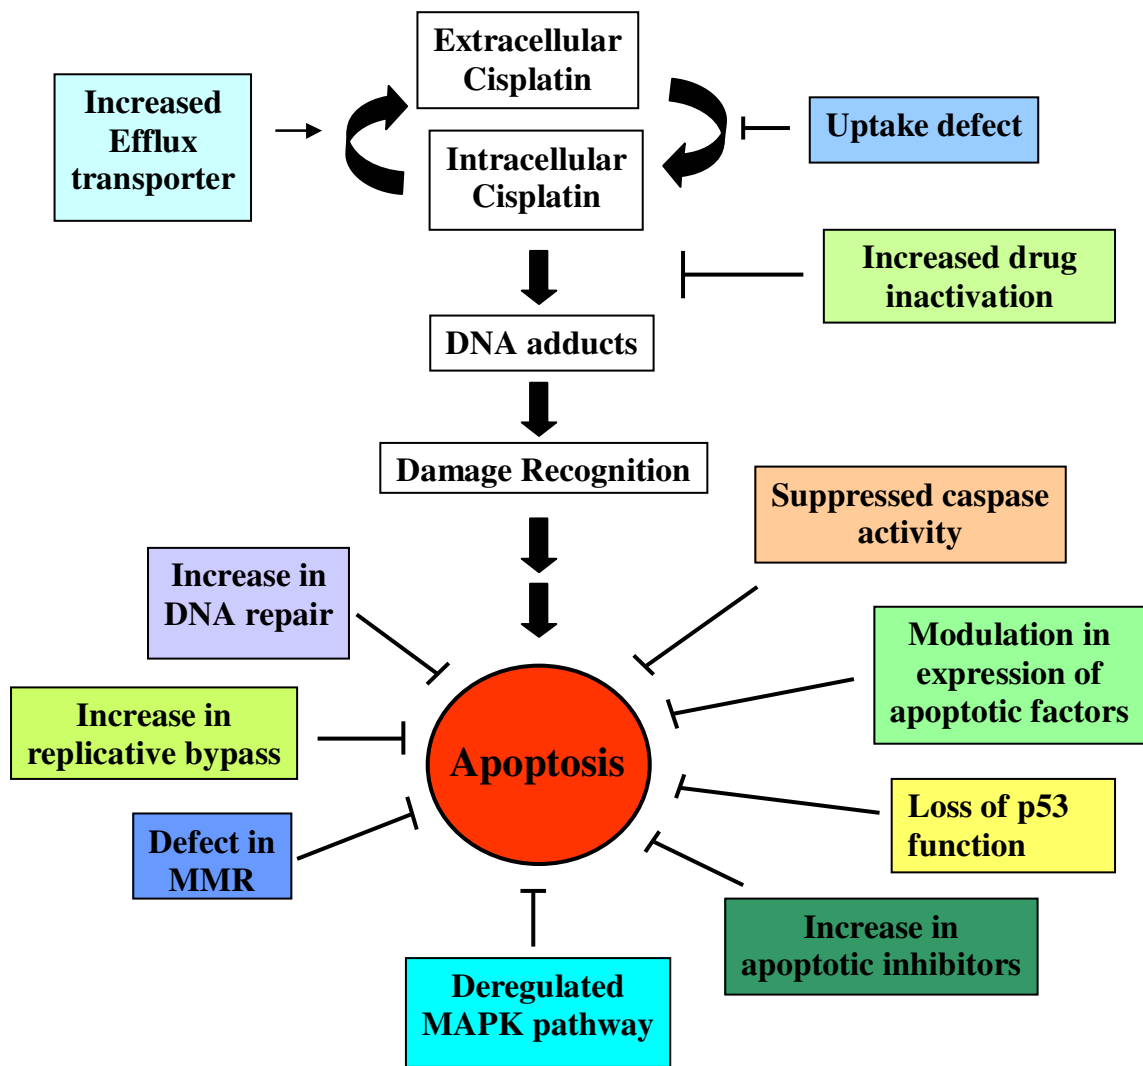 Extracellular
Cisplatin
Increased
Efflux
transporter
Uptake defect
Intracellular
Cisplatin
Increased drug
inactivation
DNA adducts
Damage Recognition
Suppressed caspase
activity
Increase in
DNA repair
Modulation in
expression of
apoptotic factors
Increase in
replicative bypass
Apoptosis
Loss of p53
function
Defect in
MMR
Increase in
apoptotic inhibitors
Deregulated
MAPK pathway